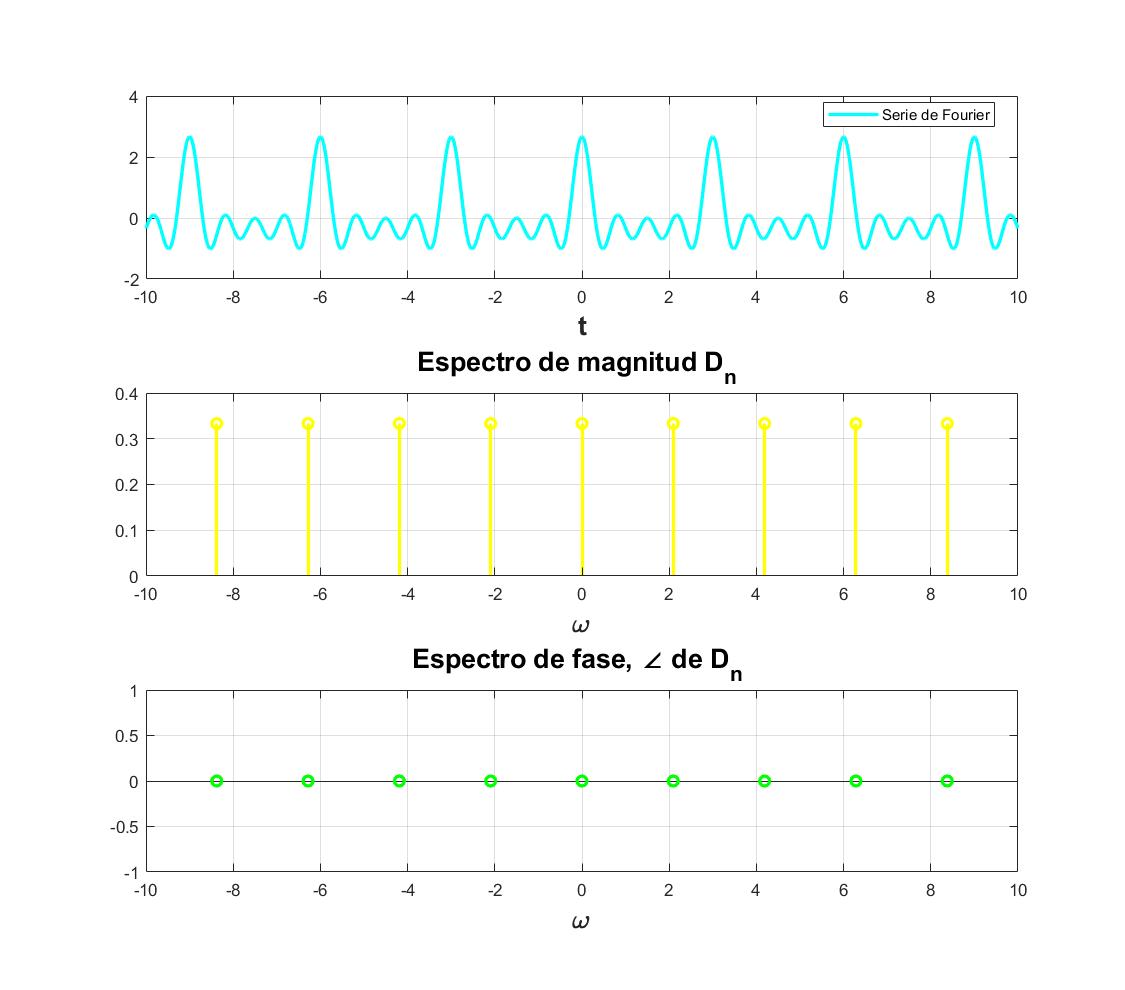 4
2
0
-2
Serie de Fourier
-10 -8 -6 -4 -2 0 2 4 6 8 10
t
Espectro de magnitud Dn
0.4
0.3
0.2
0.1
0
-10 -8 -6 -4 -2 0 2 4 6 8 10
ω
Espectro de fase, ∠ de Dn
1
0.5
0
-0.5
-1
-10 -8 -6 -4 -2 0 2 4 6 8 10
ω